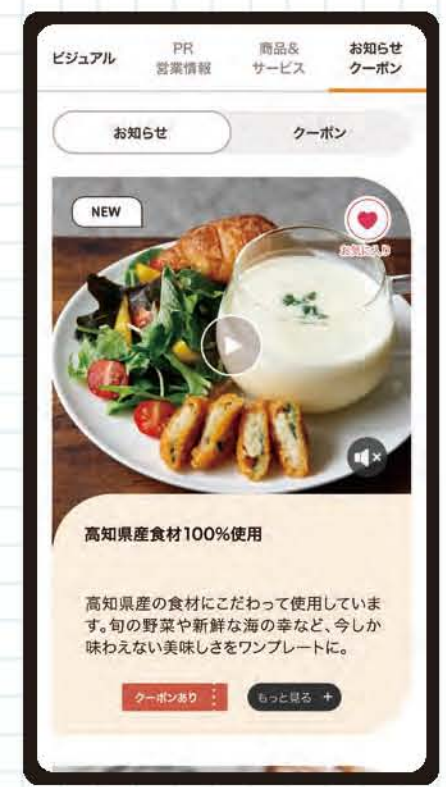 ビジュアル
PR
営業情報
商品&
サービス
お知らせ
クーポン
お知らせ
クーポン
NEW
お気に入り
高知県産食材100%使用
高知県産の食材にこだわって使用していま
す。旬の野菜や新鮮な海の幸など、今しか
味わえない美味しさをワンプレートに。
クーポンあり
もっと見る +